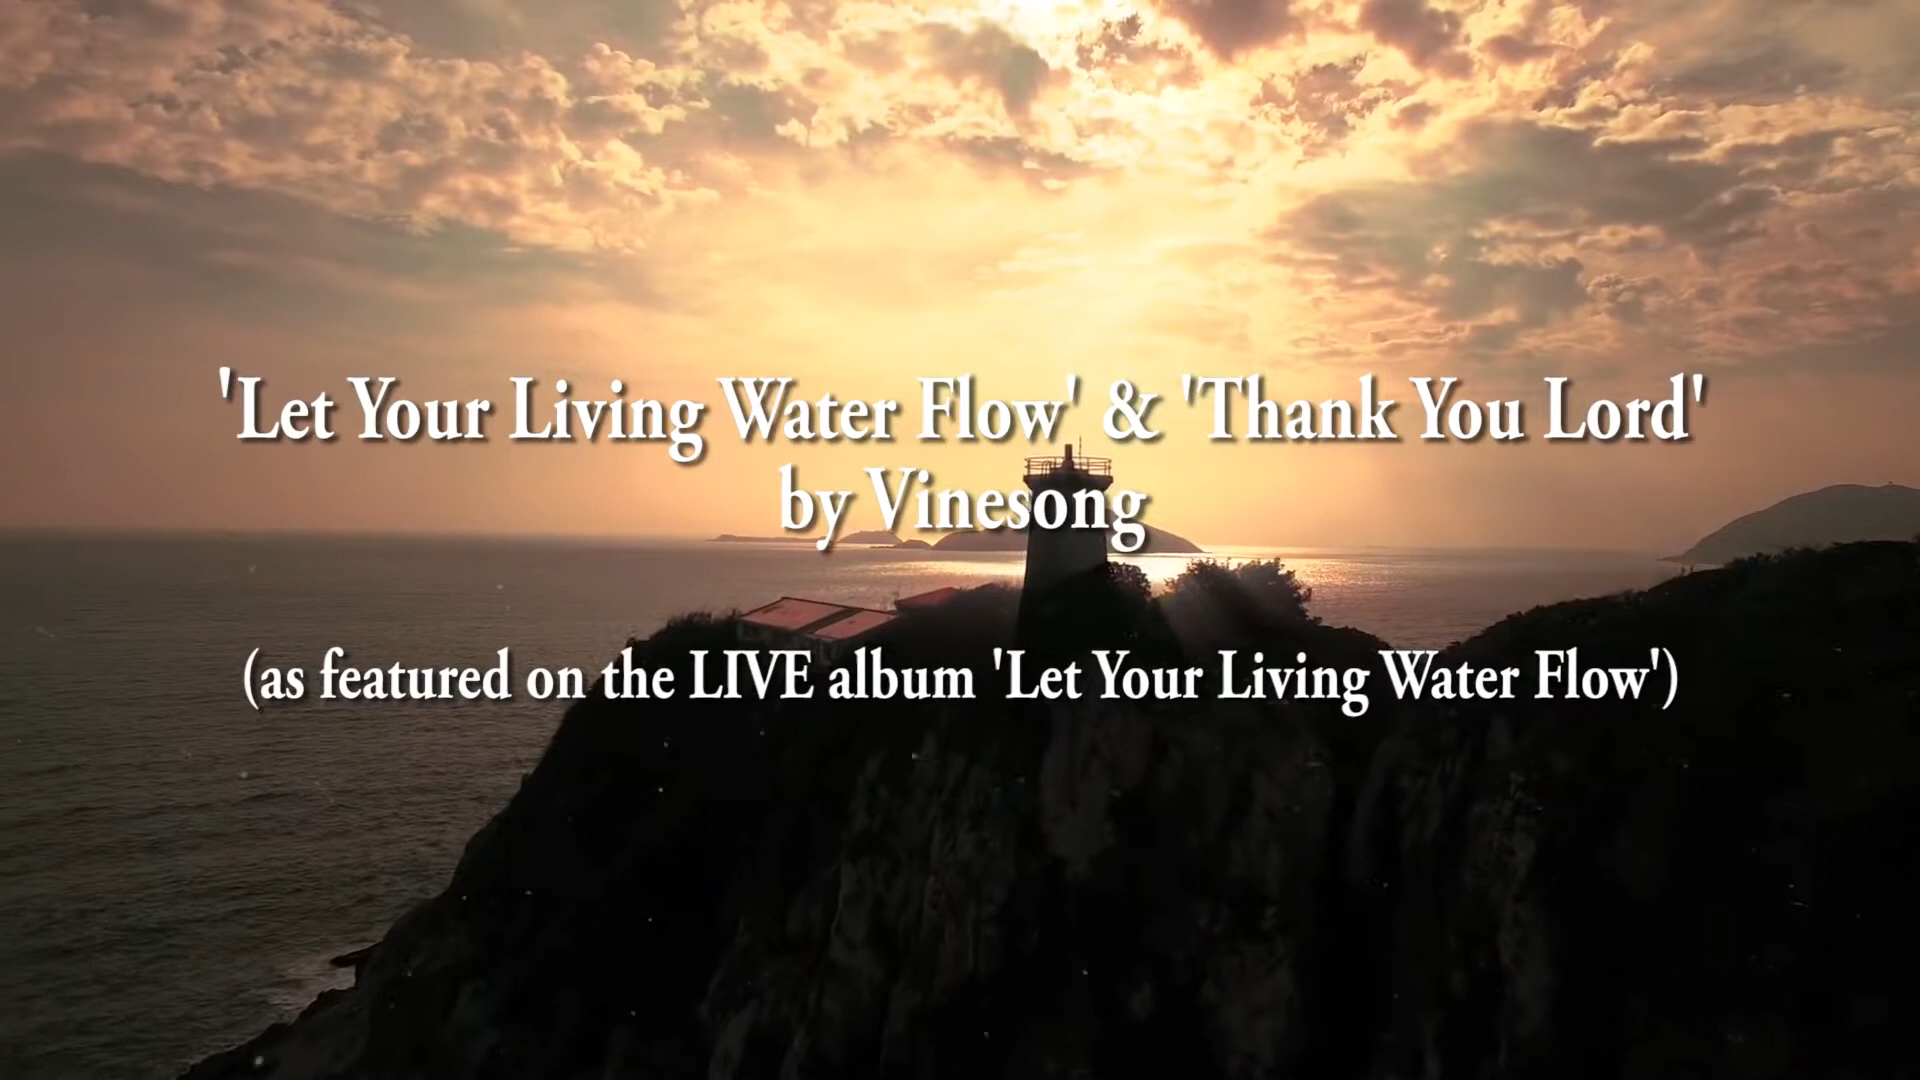 'Let Your Living Water Flow' & 'Thank You Lord'
by Vinesong
(as featured on the LIVE album 'Let Your Living Water Flow')